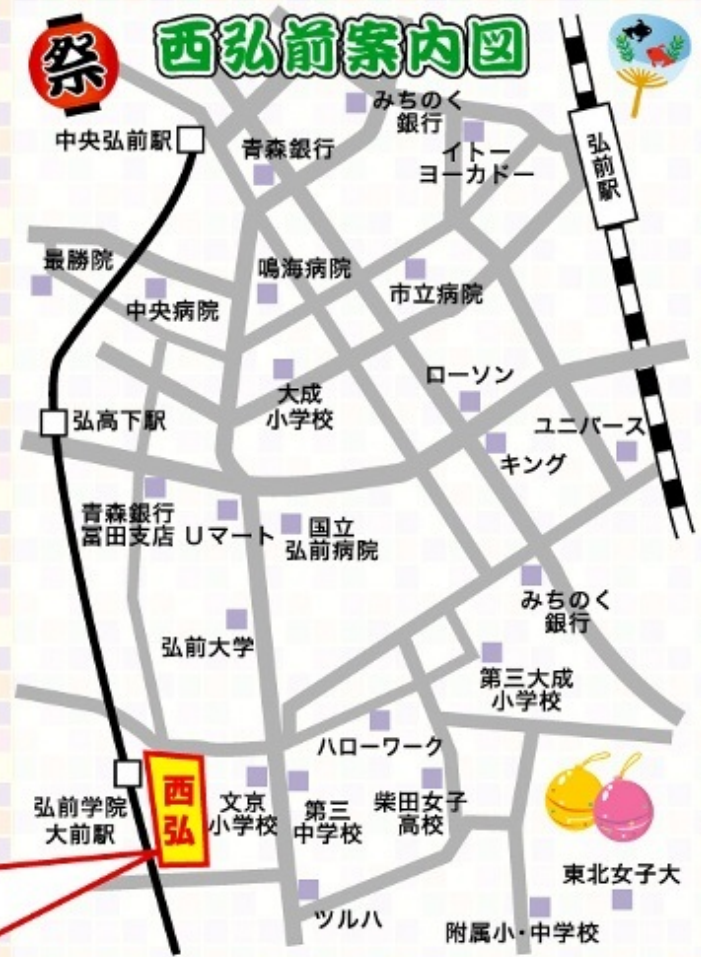 祭
西弘前案内図
みちのく
銀行
中央弘前駅
青森銀行
イトー
ヨーカドー
弘前駅
最勝院
鳴海病院
中央病院
市立病院
大成
小学校
ローソン
弘高下駅
ユニバース
キング
青森銀行
冨田支店
Uマート
国立
弘前病院
みちのく
銀行
弘前大学
第三大成
小学校
ハローワーク
弘前学院
大前駅
西弘
文京
小学校
第三
中学校
柴田女子
高校
東北女子大
ツルハ
附属小・中学校